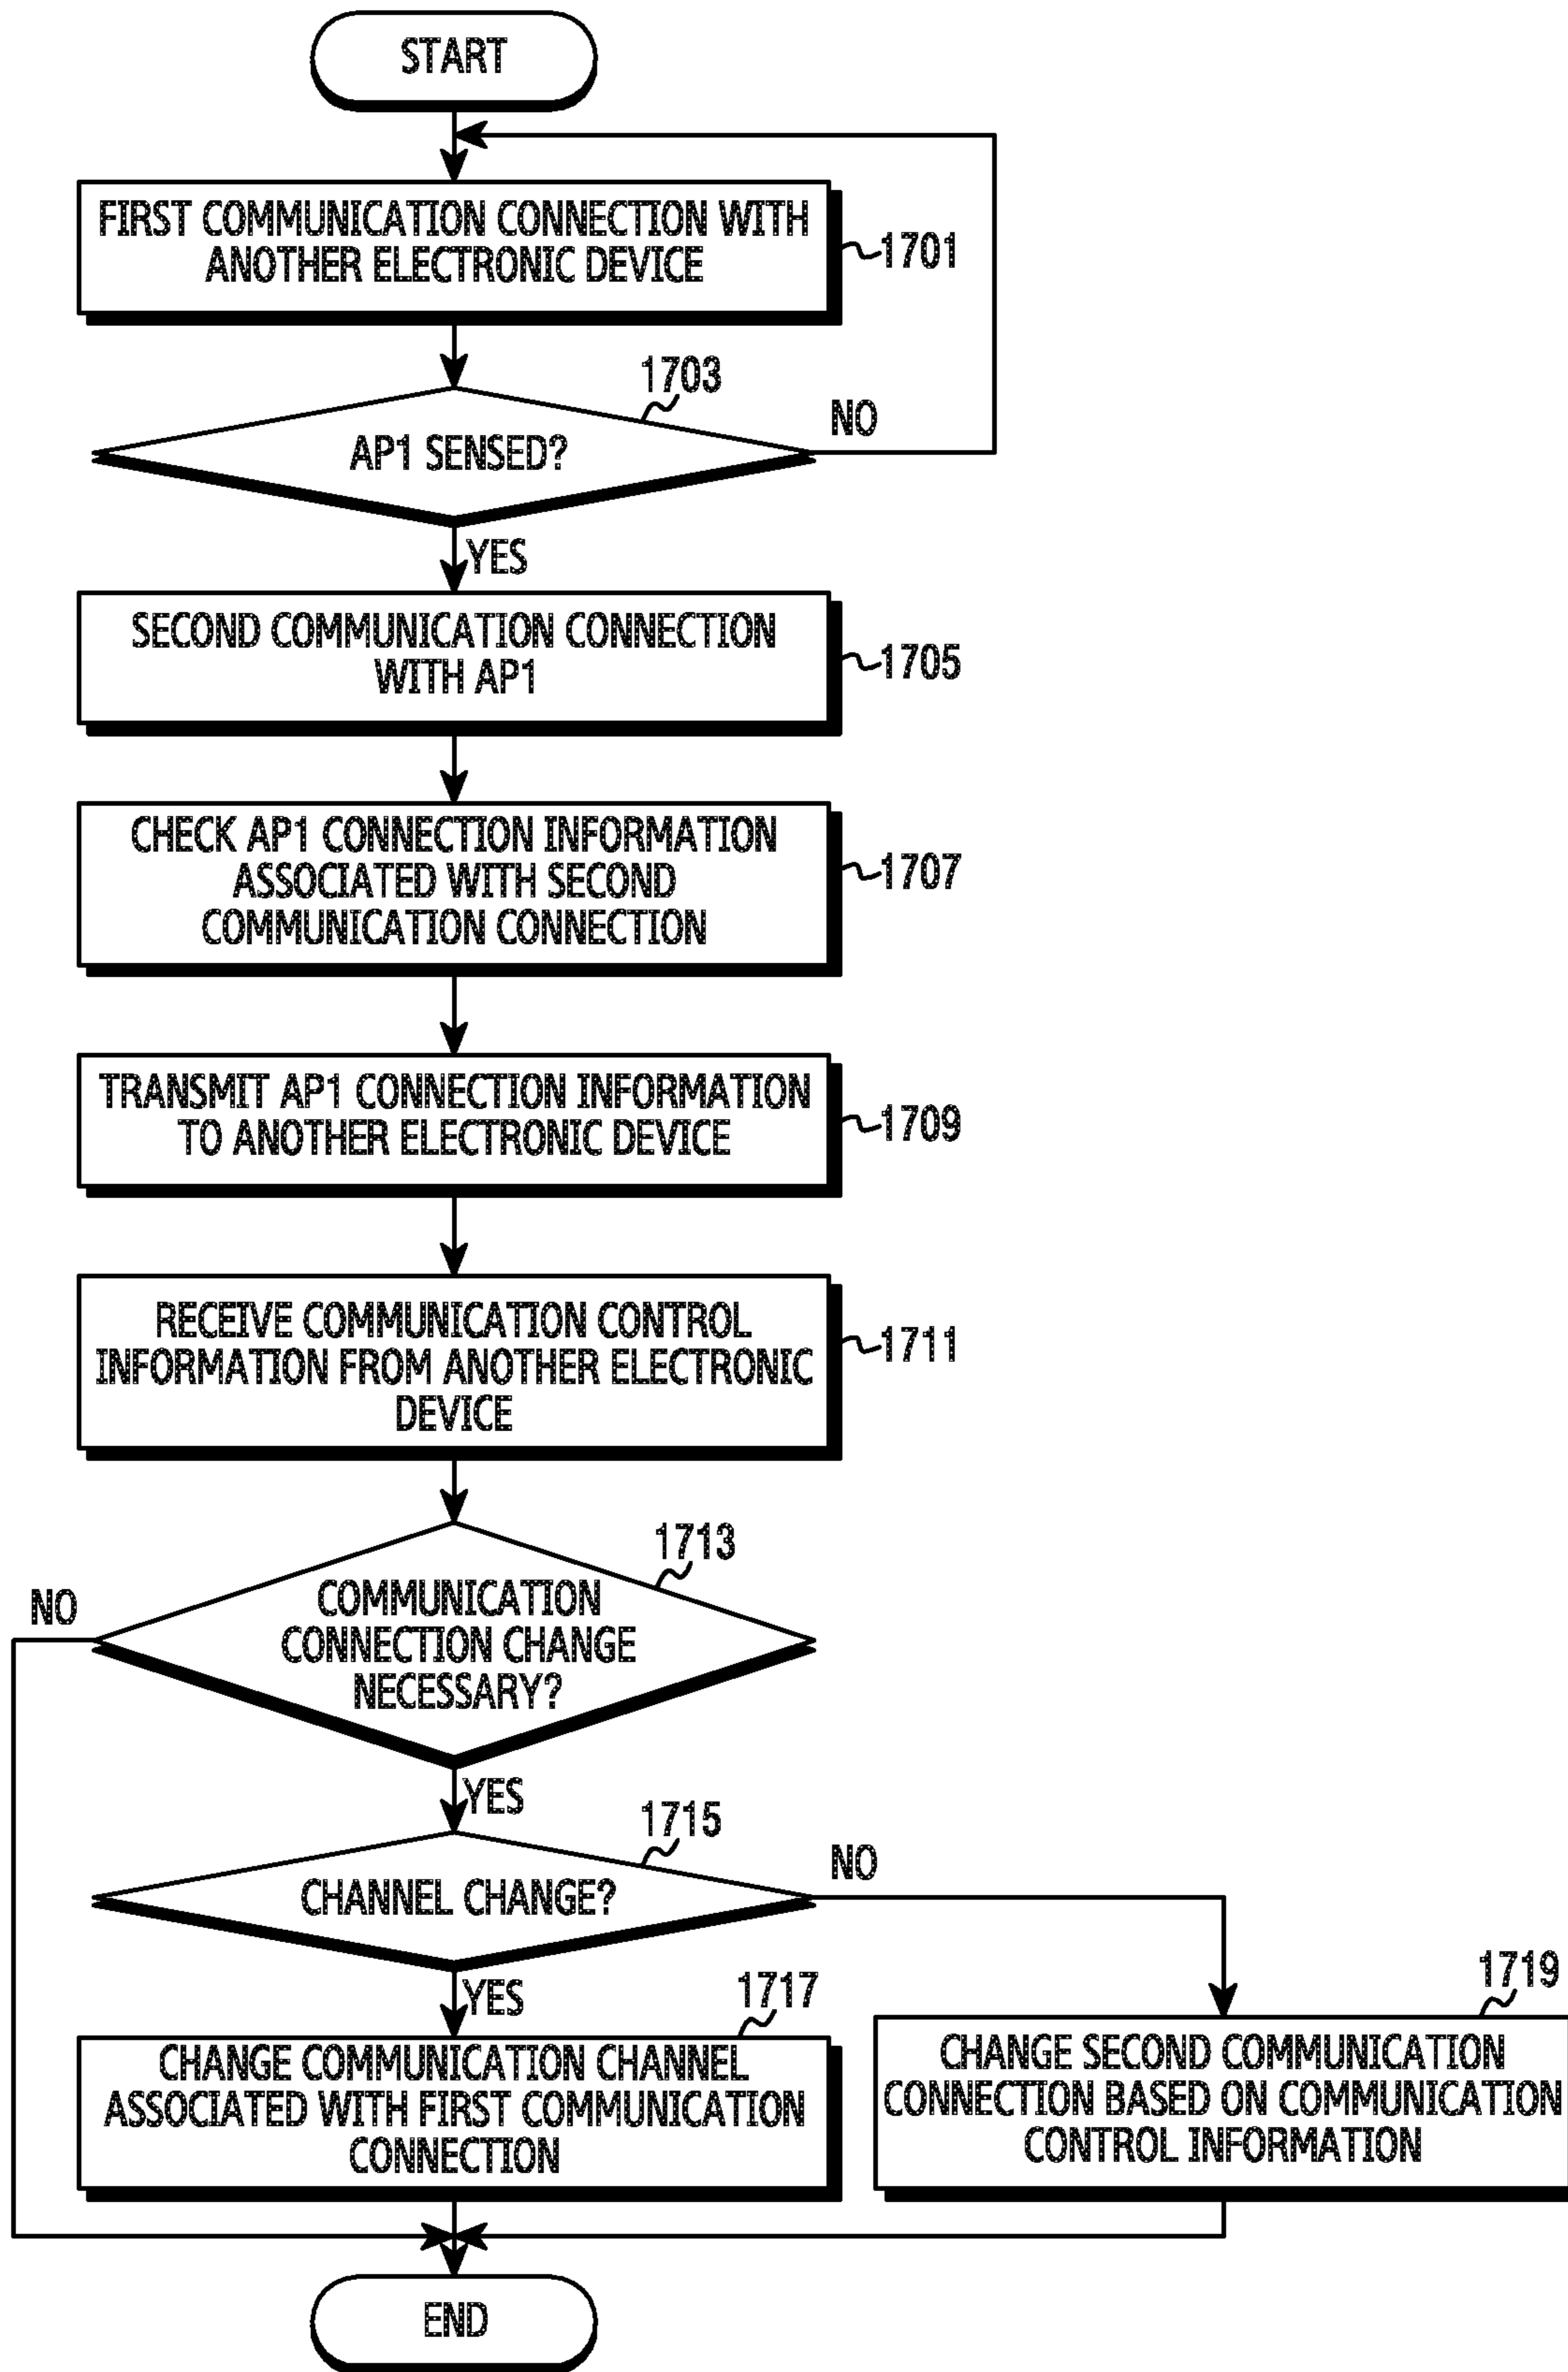 START
FIRST COMMUNICATION CONNECTION WITH
ANOTHER ELECTRONIC DEVICE
1701
1703
AP1 SENSED?
NO
YES
SECOND COMMUNICATION CONNECTION
WITH AP1
1705
CHECK AP1 CONNECTION INFORMATION
ASSOCIATED WITH SECOND
COMMUNICATION CONNECTION
1707
TRANSMIT AP1 CONNECTION INFORMATION
TO ANOTHER ELECTRONIC DEVICE
1709
RECEIVE COMMUNICATION CONTROL
INFORMATION FROM ANOTHER ELECTRONIC
DEVICE
1711
1713
COMMUNICATION
CONNECTION CHANGE
NECESSARY?
NO
YES
1715
CHANNEL CHANGE?
NO
YES
1717
CHANGE COMMUNICATION CHANNEL
ASSOCIATED WITH FIRST COMMUNICATION
CONNECTION
1719
CHANGE SECOND COMMUNICATION
CONNECTION BASED ON COMMUNICATION
CONTROL INFORMATION
END